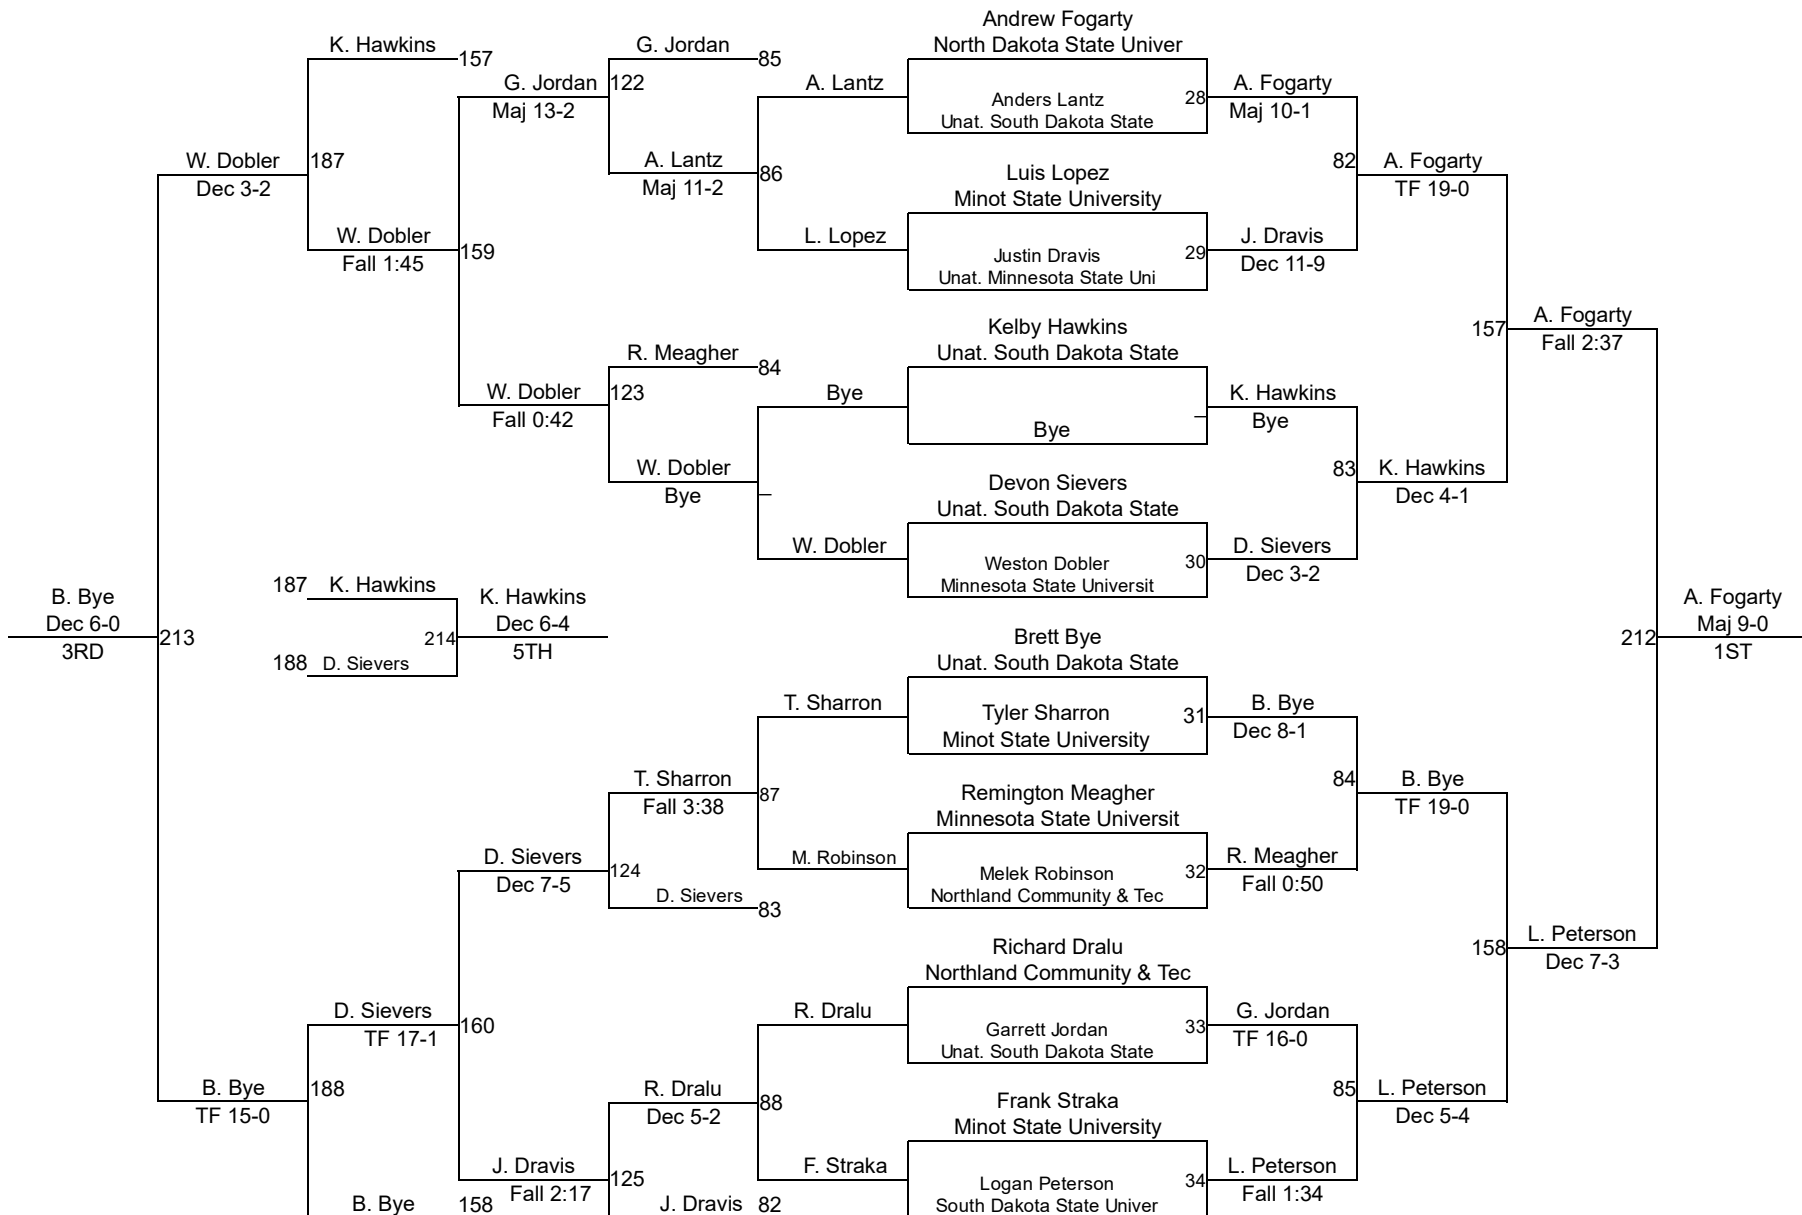 Andrew Fogarty
K. Hawkins
G. Jordan
North Dakota State Univer
157
85
G. Jordan
122
A. Lantz
A. Fogarty
Maj 13-2
Anders Lantz
28
Maj 10-1
Unat. South Dakota State
W. Dobler
187
A. Lantz
82
A. Fogarty
Dec 3-2
Maj 11-2
86
Luis Lopez
TF 19-0
Minot State University
W. Dobler
L. Lopez
J. Dravis
Fall 1:45
159
Justin Dravis
29
Dec 11-9
Unat. Minnesota State Uni
Kelby Hawkins
157
A. Fogarty
R. Meagher
Unat. South Dakota State
Fall 2:37
84
W. Dobler
123
Bye
K. Hawkins
Fall 0:42
Bye
–
Bye
W. Dobler
83
K. Hawkins
Bye
–
Devon Sievers
Dec 4-1
Unat. South Dakota State
W. Dobler
D. Sievers
Weston Dobler
30
Dec 3-2
Minnesota State Universit
187
K. Hawkins
B. Bye
K. Hawkins
A. Fogarty
Dec 6-0
Dec 6-4
Maj 9-0
213
214
Brett Bye
212
3RD
5TH
1ST
188
D. Sievers
Unat. South Dakota State
T. Sharron
B. Bye
Tyler Sharron
31
Dec 8-1
Minot State University
T. Sharron
84
B. Bye
Fall 3:38
87
Remington Meagher
TF 19-0
Minnesota State Universit
D. Sievers
M. Robinson
R. Meagher
Dec 7-5
124
Melek Robinson
32
Fall 0:50
D. Sievers
Northland Community & Tec
83
Richard Dralu
158
L. Peterson
Northland Community & Tec
Dec 7-3
D. Sievers
R. Dralu
G. Jordan
TF 17-1
160
Garrett Jordan
33
TF 16-0
Unat. South Dakota State
B. Bye
188
R. Dralu
85
L. Peterson
TF 15-0
Dec 5-2
88
Frank Straka
Dec 5-4
Minot State University
J. Dravis
125
F. Straka
L. Peterson
Fall 2:17
Logan Peterson
34
Fall 1:34
B. Bye
158
J. Dravis
82
South Dakota State Univer